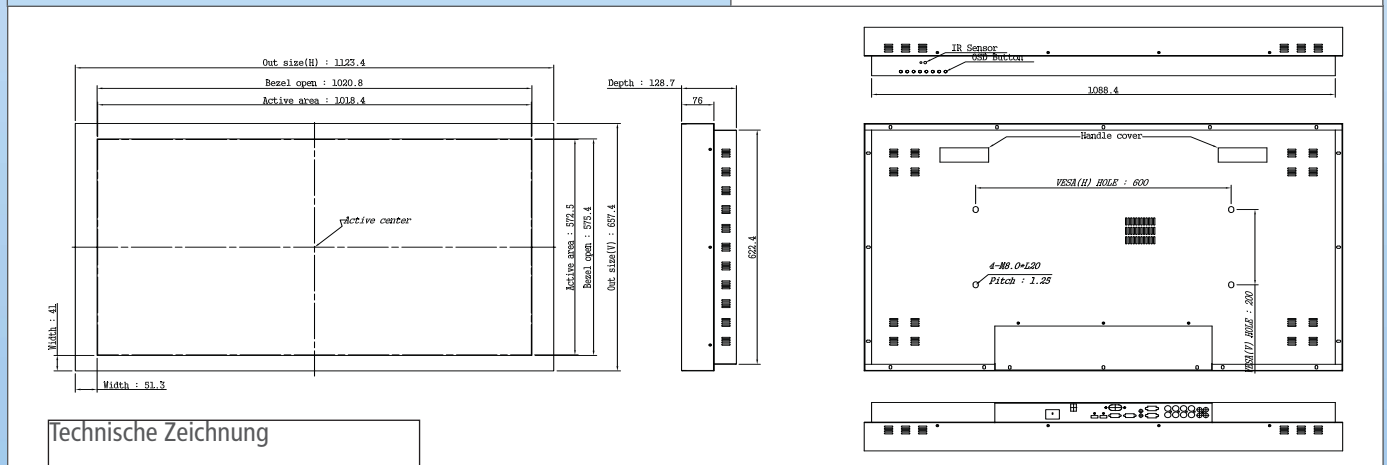 Out size(H) : 1123.4
Bezel open : 1020.8
Active area : 1018.4
Active center
Active area : 572.5
Bezel open : 575.4
Out size(V) : 657.4
Width : 41
Width : 51.3
Depth : 128.7
76
622.4
IR Sensor
OSD Button
1088.4
Handle cover
VESA(H) HOLE : 600
4-M8.0*L20
Pitch : 1.25
VESA(V) HOLE : 200
Technische Zeichnung